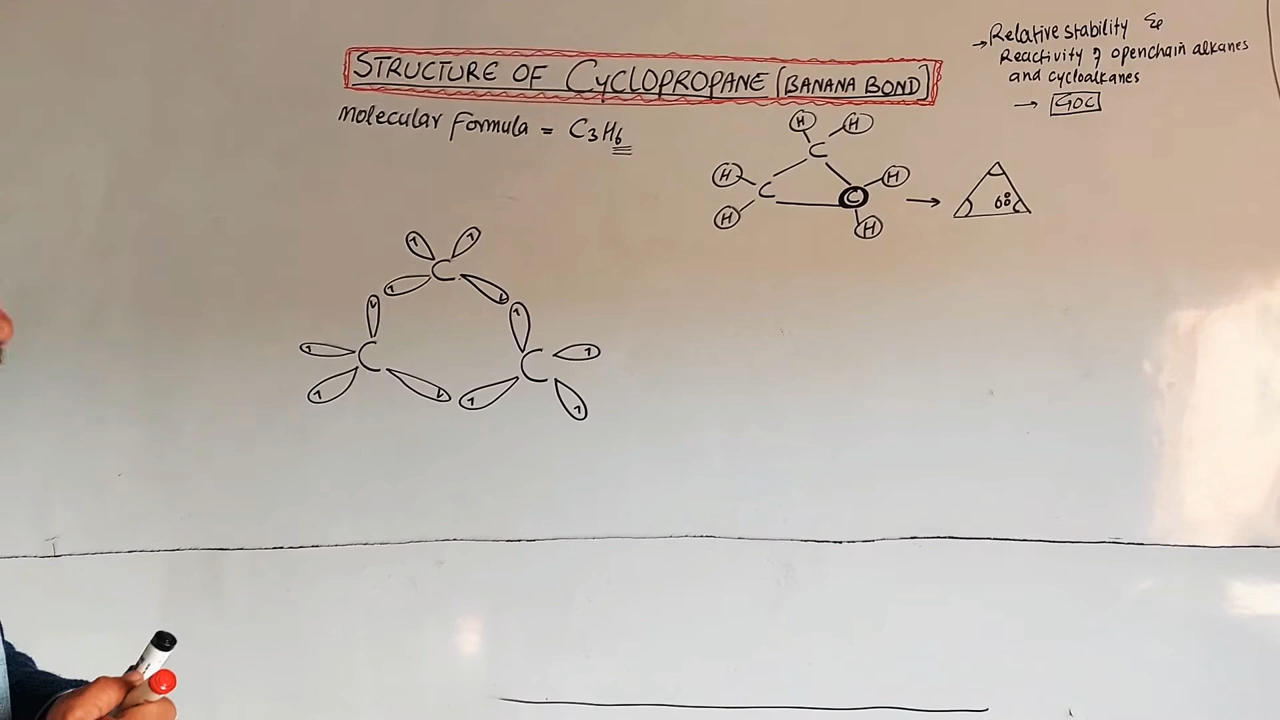 STRUCTURE OF CYCLOPROPANE (BANANA BOND)
Molecular Formula = C3H6
→ Relative stability &
Reactivity of openchain alkanes
and cycloalkanes
→ GOC
H H
C
H C C H
H H
→ 60°
C
C C